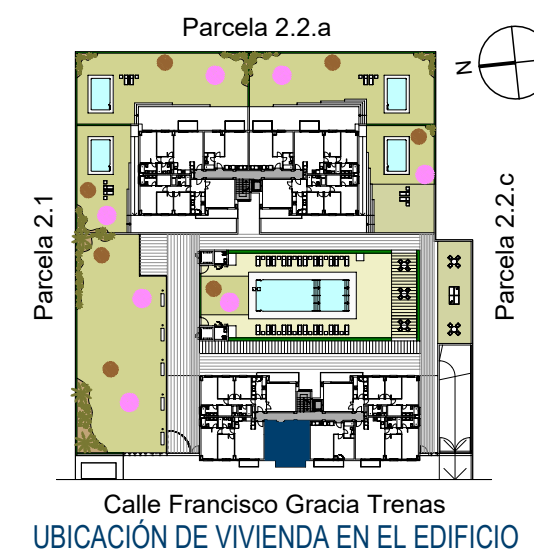 Parcela 2.2.a
N
Parcela 2.1
Parcela 2.2.c
Calle Francisco Gracia Trenas
UBICACIÓN DE VIVIENDA EN EL EDIFICIO